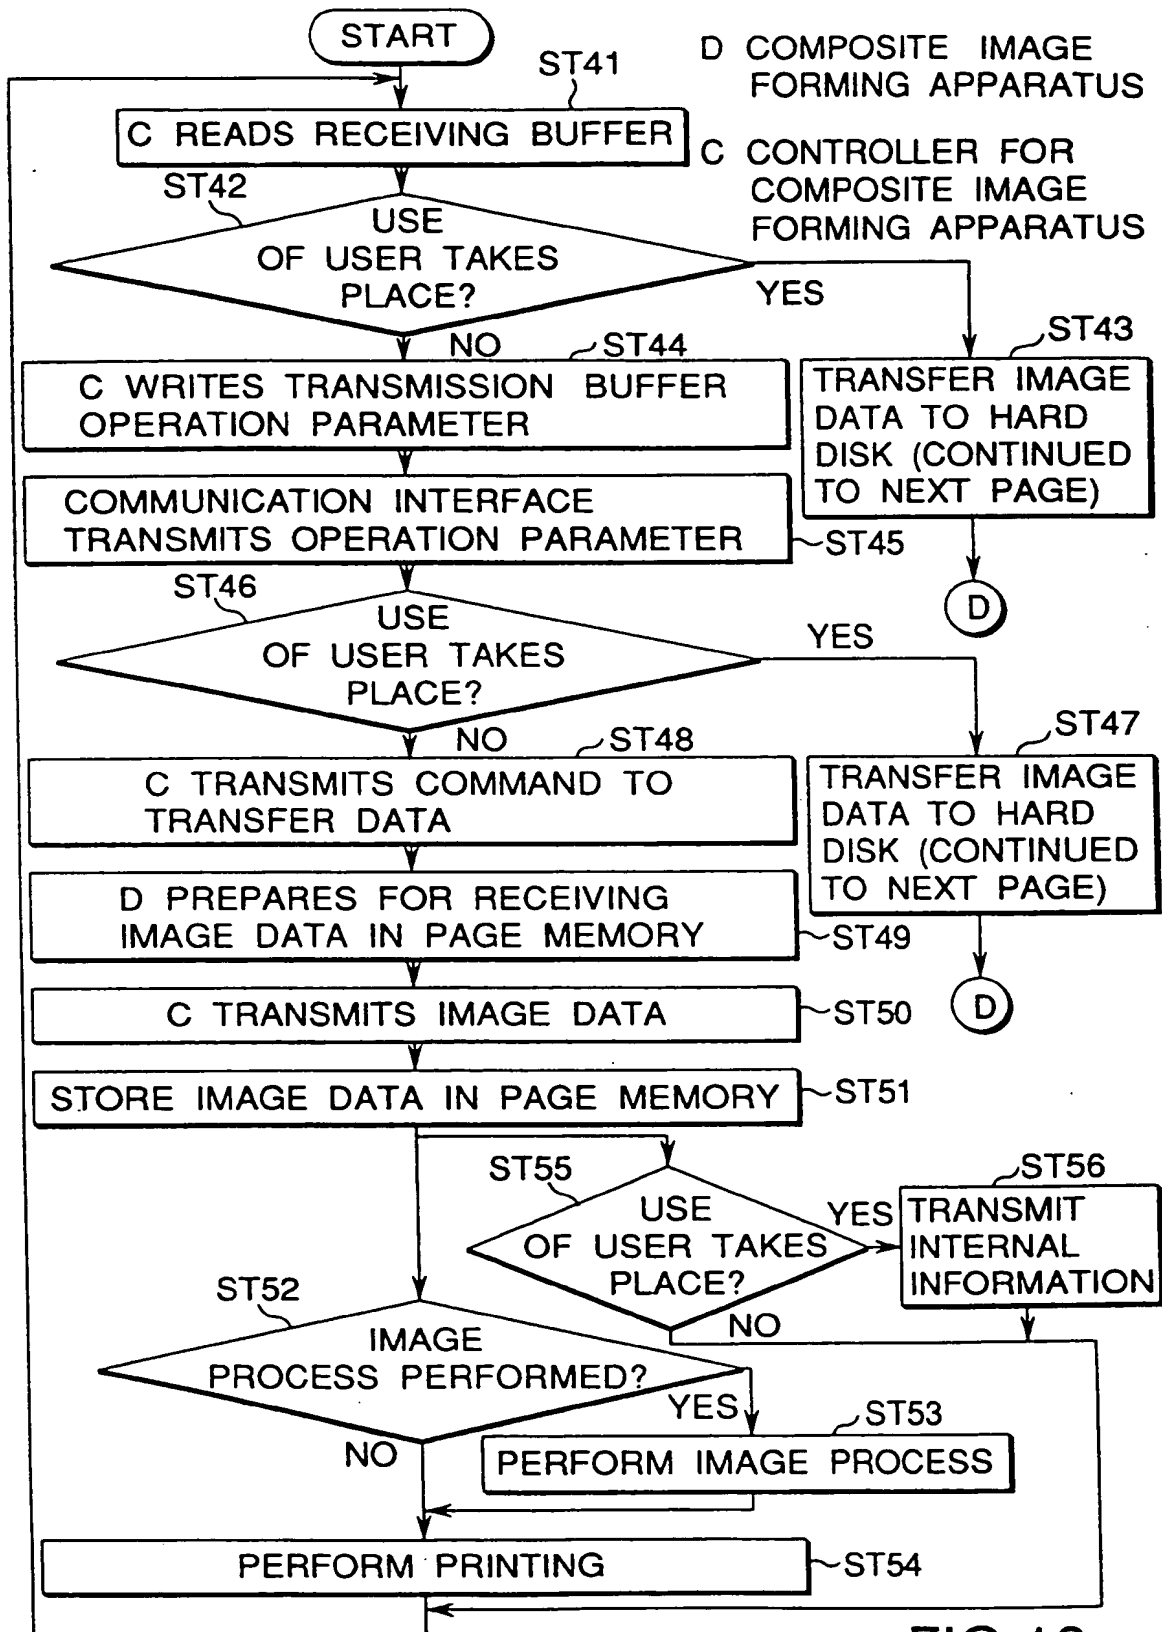 START
D COMPOSITE IMAGE
FORMING APPARATUS
C CONTROLLER FOR
COMPOSITE IMAGE
FORMING APPARATUS
ST41
C READS RECEIVING BUFFER
ST42
USE
OF USER TAKES
PLACE?
YES
NO
ST43
TRANSFER IMAGE
DATA TO HARD
DISK (CONTINUED
TO NEXT PAGE)
D
ST44
C WRITES TRANSMISSION BUFFER
OPERATION PARAMETER
COMMUNICATION INTERFACE
TRANSMITS OPERATION PARAMETER
ST45
ST46
USE
OF USER TAKES
PLACE?
YES
NO
ST47
TRANSFER IMAGE
DATA TO HARD
DISK (CONTINUED
TO NEXT PAGE)
D
ST48
C TRANSMITS COMMAND TO
TRANSFER DATA
D PREPARES FOR RECEIVING
IMAGE DATA IN PAGE MEMORY
ST49
C TRANSMITS IMAGE DATA
ST50
STORE IMAGE DATA IN PAGE MEMORY
ST51
ST55
USE
OF USER TAKES
PLACE?
YES
NO
ST56
TRANSMIT
INTERNAL
INFORMATION
ST52
IMAGE
PROCESS PERFORMED?
YES
NO
ST53
PERFORM IMAGE PROCESS
PERFORM PRINTING
ST54